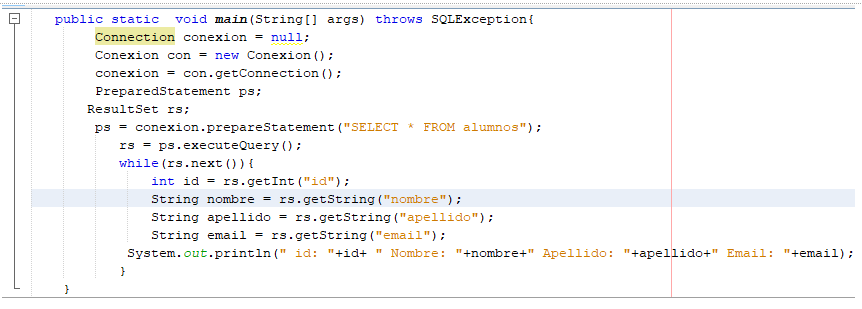 public static  void main(String[] args) throws SQLException{
Connection conexion = null;
Conexion con = new Conexion();
conexion = con.getConnection();
PreparedStatement ps;
ResultSet rs;
ps = conexion.prepareStatement("SELECT * FROM alumnos");
rs = ps.executeQuery();
while(rs.next()){
int id = rs.getInt("id");
String nombre = rs.getString("nombre");
String apellido = rs.getString("apellido");
String email = rs.getString("email");
System.out.println(" id: "+id+ " Nombre: "+nombre+" Apellido: "+apellido+" Email: "+email);
}
}